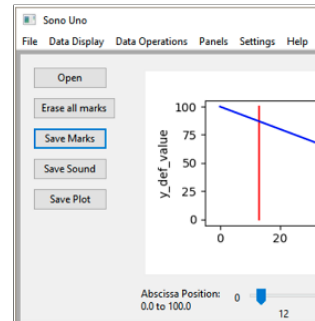 Sono Uno
File Data Display Data Operations Panels Settings Help
Open
Erase all marks
Save Marks
Save Sound
Save Plot
100
75
50
25
0
y_def_value
0 20
Abscissa Position:
0.0 to 100.0
0
12